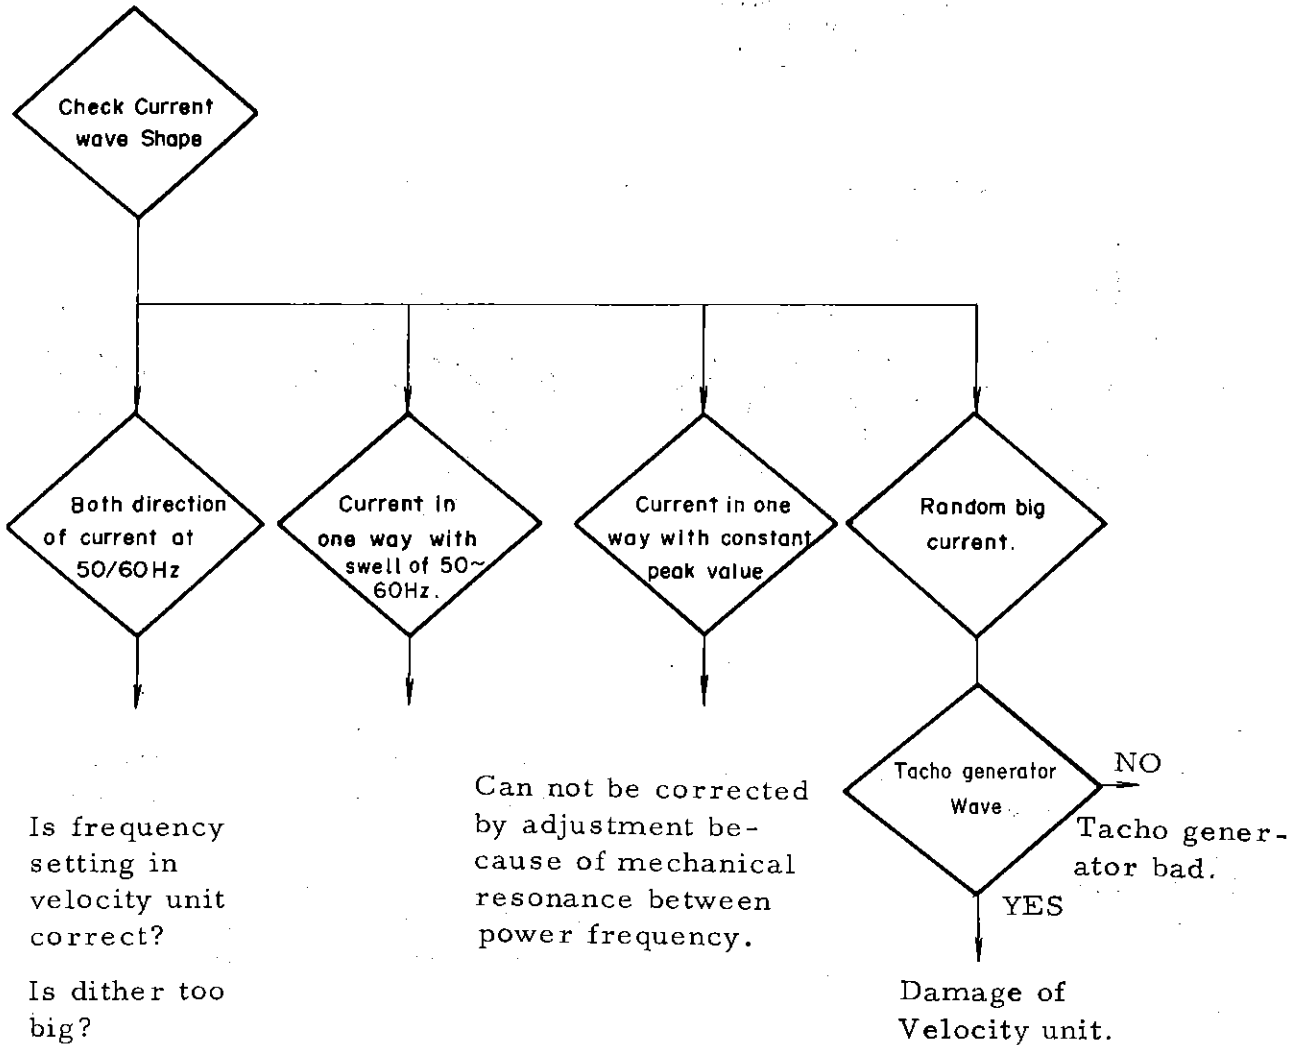 Check Current
wave Shape
Both direction
of current at
50/60Hz
Current in
one way with
swell of 50~
60Hz.
Current in one
way with constant
peak value
Random big
current.
Tacho generator
Wave
NO
Tacho gener-
ator bad.
YES
Damage of
Velocity unit.
Is frequency
setting in
velocity unit
correct?
Is dither too
big?
Can not be corrected
by adjustment be-
cause of mechanical
resonance between
power frequency.